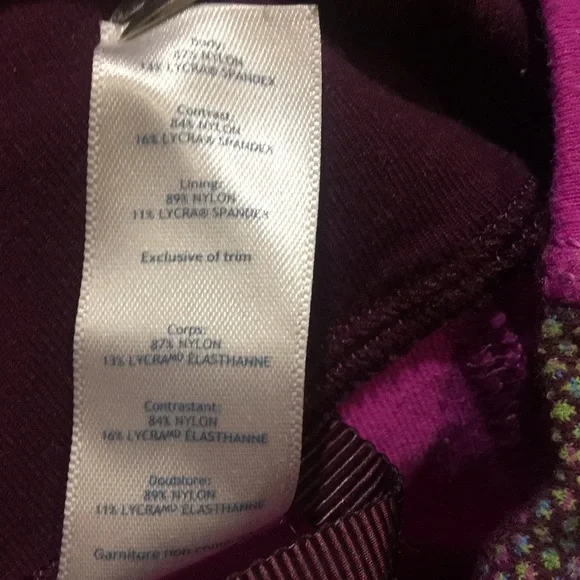 Body:
87% NYLON
LYCRA® SPANDEX
Contrast:
84% NYLON
16% LYCRA® SPANDEX
Lining:
89% NYLON
11% LYCRA® SPANDEX
Exclusive of trim
Corps:
87% NYLON
13% LYCRAᴹᴰ ÉLASTHANNE
Contrastant:
84% NYLON
16% LYCRAᴹᴰ ÉLASTHANNE
Doublure:
89% NYLON
11% LYCRAᴹᴰ ÉLASTHANNE
Garniture non